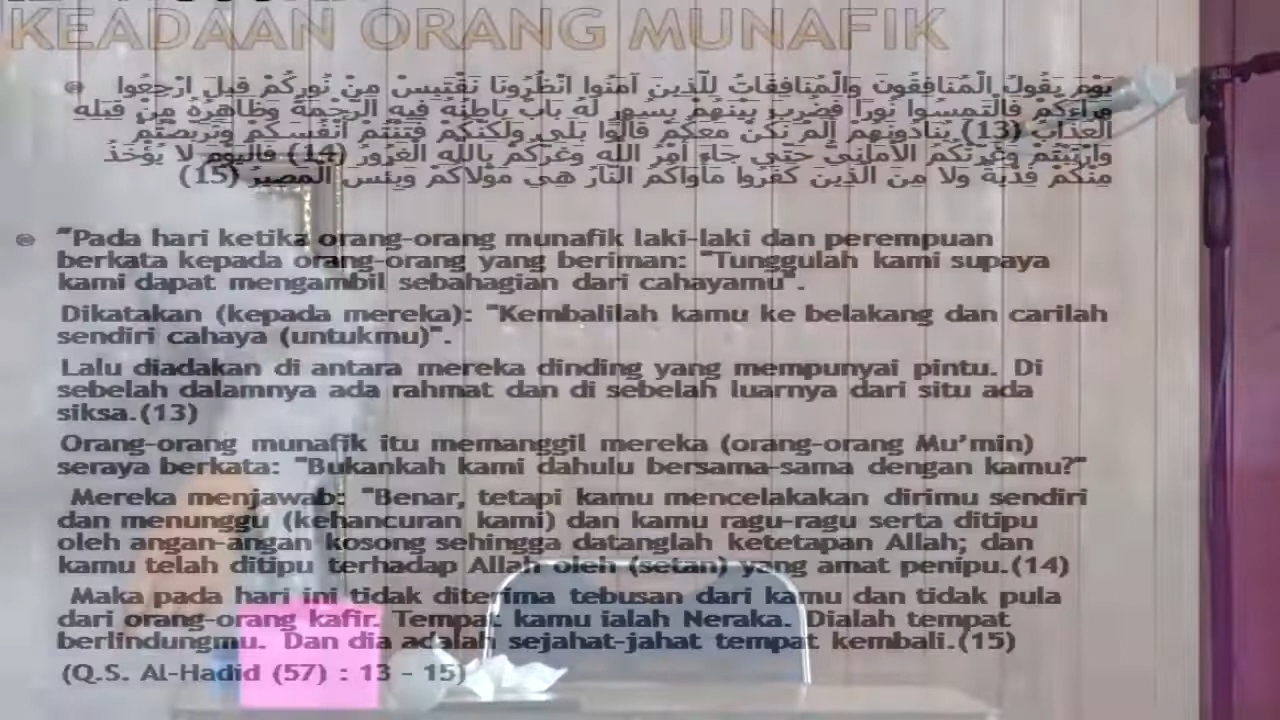 KEADAAN ORANG MUNAFIK
يَوْمَ يَقُولُ الْمُنَافِقُونَ وَالْمُنَافِقَاتُ لِلَّذِينَ آمَنُوا انْظُرُونَا نَقْتَبِسْ مِنْ نُورِكُمْ قِيلَ ارْجِعُوا
وَرَاءَكُمْ فَالْتَمِسُوا نُورًا فَضُرِبَ بَيْنَهُمْ بِسُورٍ لَهُ بَابٌ بَاطِنُهُ فِيهِ الرَّحْمَةُ وَظَاهِرُهُ مِنْ قِبَلِهِ
الْعَذَابُ (13) يُنَادُونَهُمْ أَلَمْ نَكُنْ مَعَكُمْ قَالُوا بَلَى وَلَكِنَّكُمْ فَتَنْتُمْ أَنْفُسَكُمْ وَتَرَبَّصْتُمْ
وَارْتَبْتُمْ وَغَرَّتْكُمُ الأمَانِيُّ حَتَّى جَاءَ أَمْرُ اللَّهِ وَغَرَّكُمْ بِاللَّهِ الْغَرُورُ (14) فَالْيَوْمَ لا يُؤْخَذُ
مِنْكُمْ فِدْيَةٌ وَلا مِنَ الَّذِينَ كَفَرُوا مَأْوَاكُمُ النَّارُ هِيَ مَوْلاكُمْ وَبِئْسَ الْمَصِيرُ (15)
"Pada hari ketika orang-orang munafik laki-laki dan perempuan
berkata kepada orang-orang yang beriman: "Tunggulah kami supaya
kami dapat mengambil sebahagian dari cahayamu".
Dikatakan (kepada mereka): "Kembalilah kamu ke belakang dan carilah
sendiri cahaya (untukmu)".
Lalu diadakan di antara mereka dinding yang mempunyai pintu. Di
sebelah dalamnya ada rahmat dan di sebelah luarnya dari situ ada
siksa.(13)
Orang-orang munafik itu memanggil mereka (orang-orang Mu'min)
seraya berkata: "Bukankah kami dahulu bersama-sama dengan kamu?"
Mereka menjawab: "Benar, tetapi kamu mencelakakan dirimu sendiri
dan menunggu (kehancuran kami) dan kamu ragu-ragu serta ditipu
oleh angan-angan kosong sehingga datanglah ketetapan Allah; dan
kamu telah ditipu terhadap Allah oleh (setan) yang amat penipu.(14)
Maka pada hari ini tidak diterima tebusan dari kamu dan tidak pula
dari orang-orang kafir. Tempat kamu ialah Neraka. Dialah tempat
berlindungmu. Dan dia adalah sejahat-jahat tempat kembali.(15)
(Q.S. Al-Hadid (57) : 13 - 15)